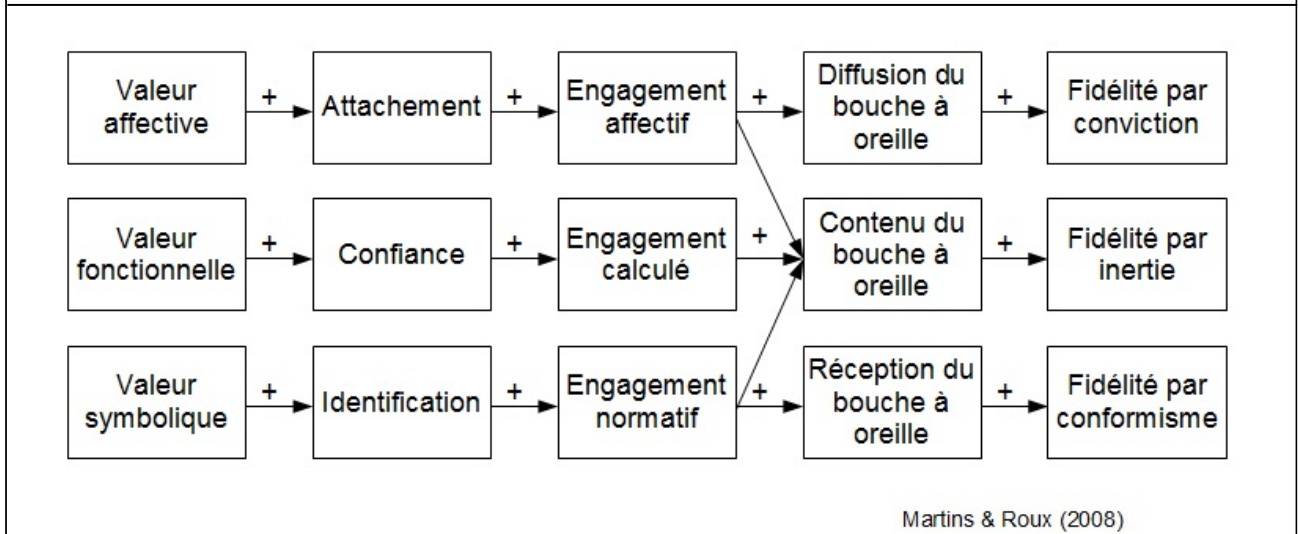 Valeur
affective
+
Attachement
+
Engagement
affectif
+
Diffusion du
bouche à
oreille
+
Fidélité par
conviction
Valeur
fonctionnelle
+
Confiance
+
Engagement
calculé
+
Contenu du
bouche à
oreille
+
Fidélité par
inertie
Valeur
symbolique
+
Identification
+
Engagement
normatif
+
Réception du
bouche à
oreille
+
Fidélité par
conformisme
Martins & Roux (2008)